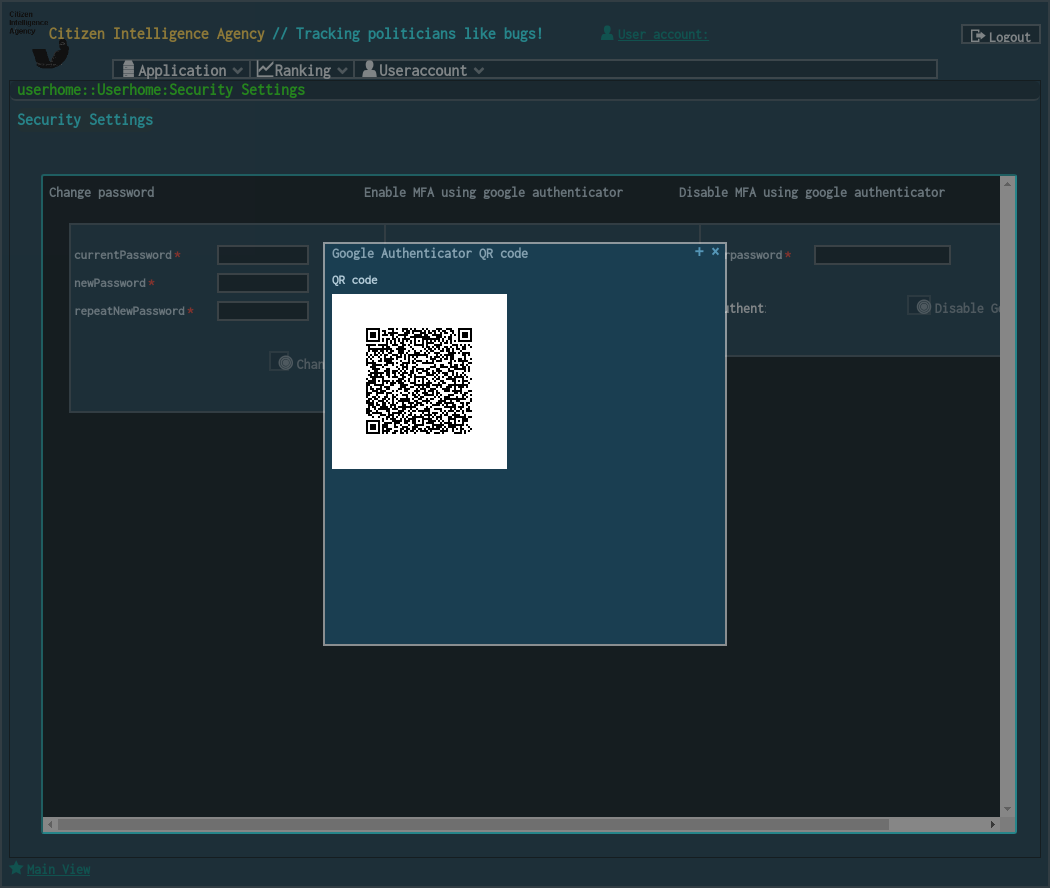 Citizen
Intelligence
Agency
Citizen Intelligence Agency // Tracking politicians like bugs!
User account:
Logout
Application
Ranking
Useraccount
userhome::Userhome:Security Settings
Security Settings
Change password
Enable MFA using google authenticator
Disable MFA using google authenticator
currentPassword*
newPassword*
repeatNewPassword*
Chan
Google Authenticator QR code
QR code
rpassword*
uthent
Disable G
Main View